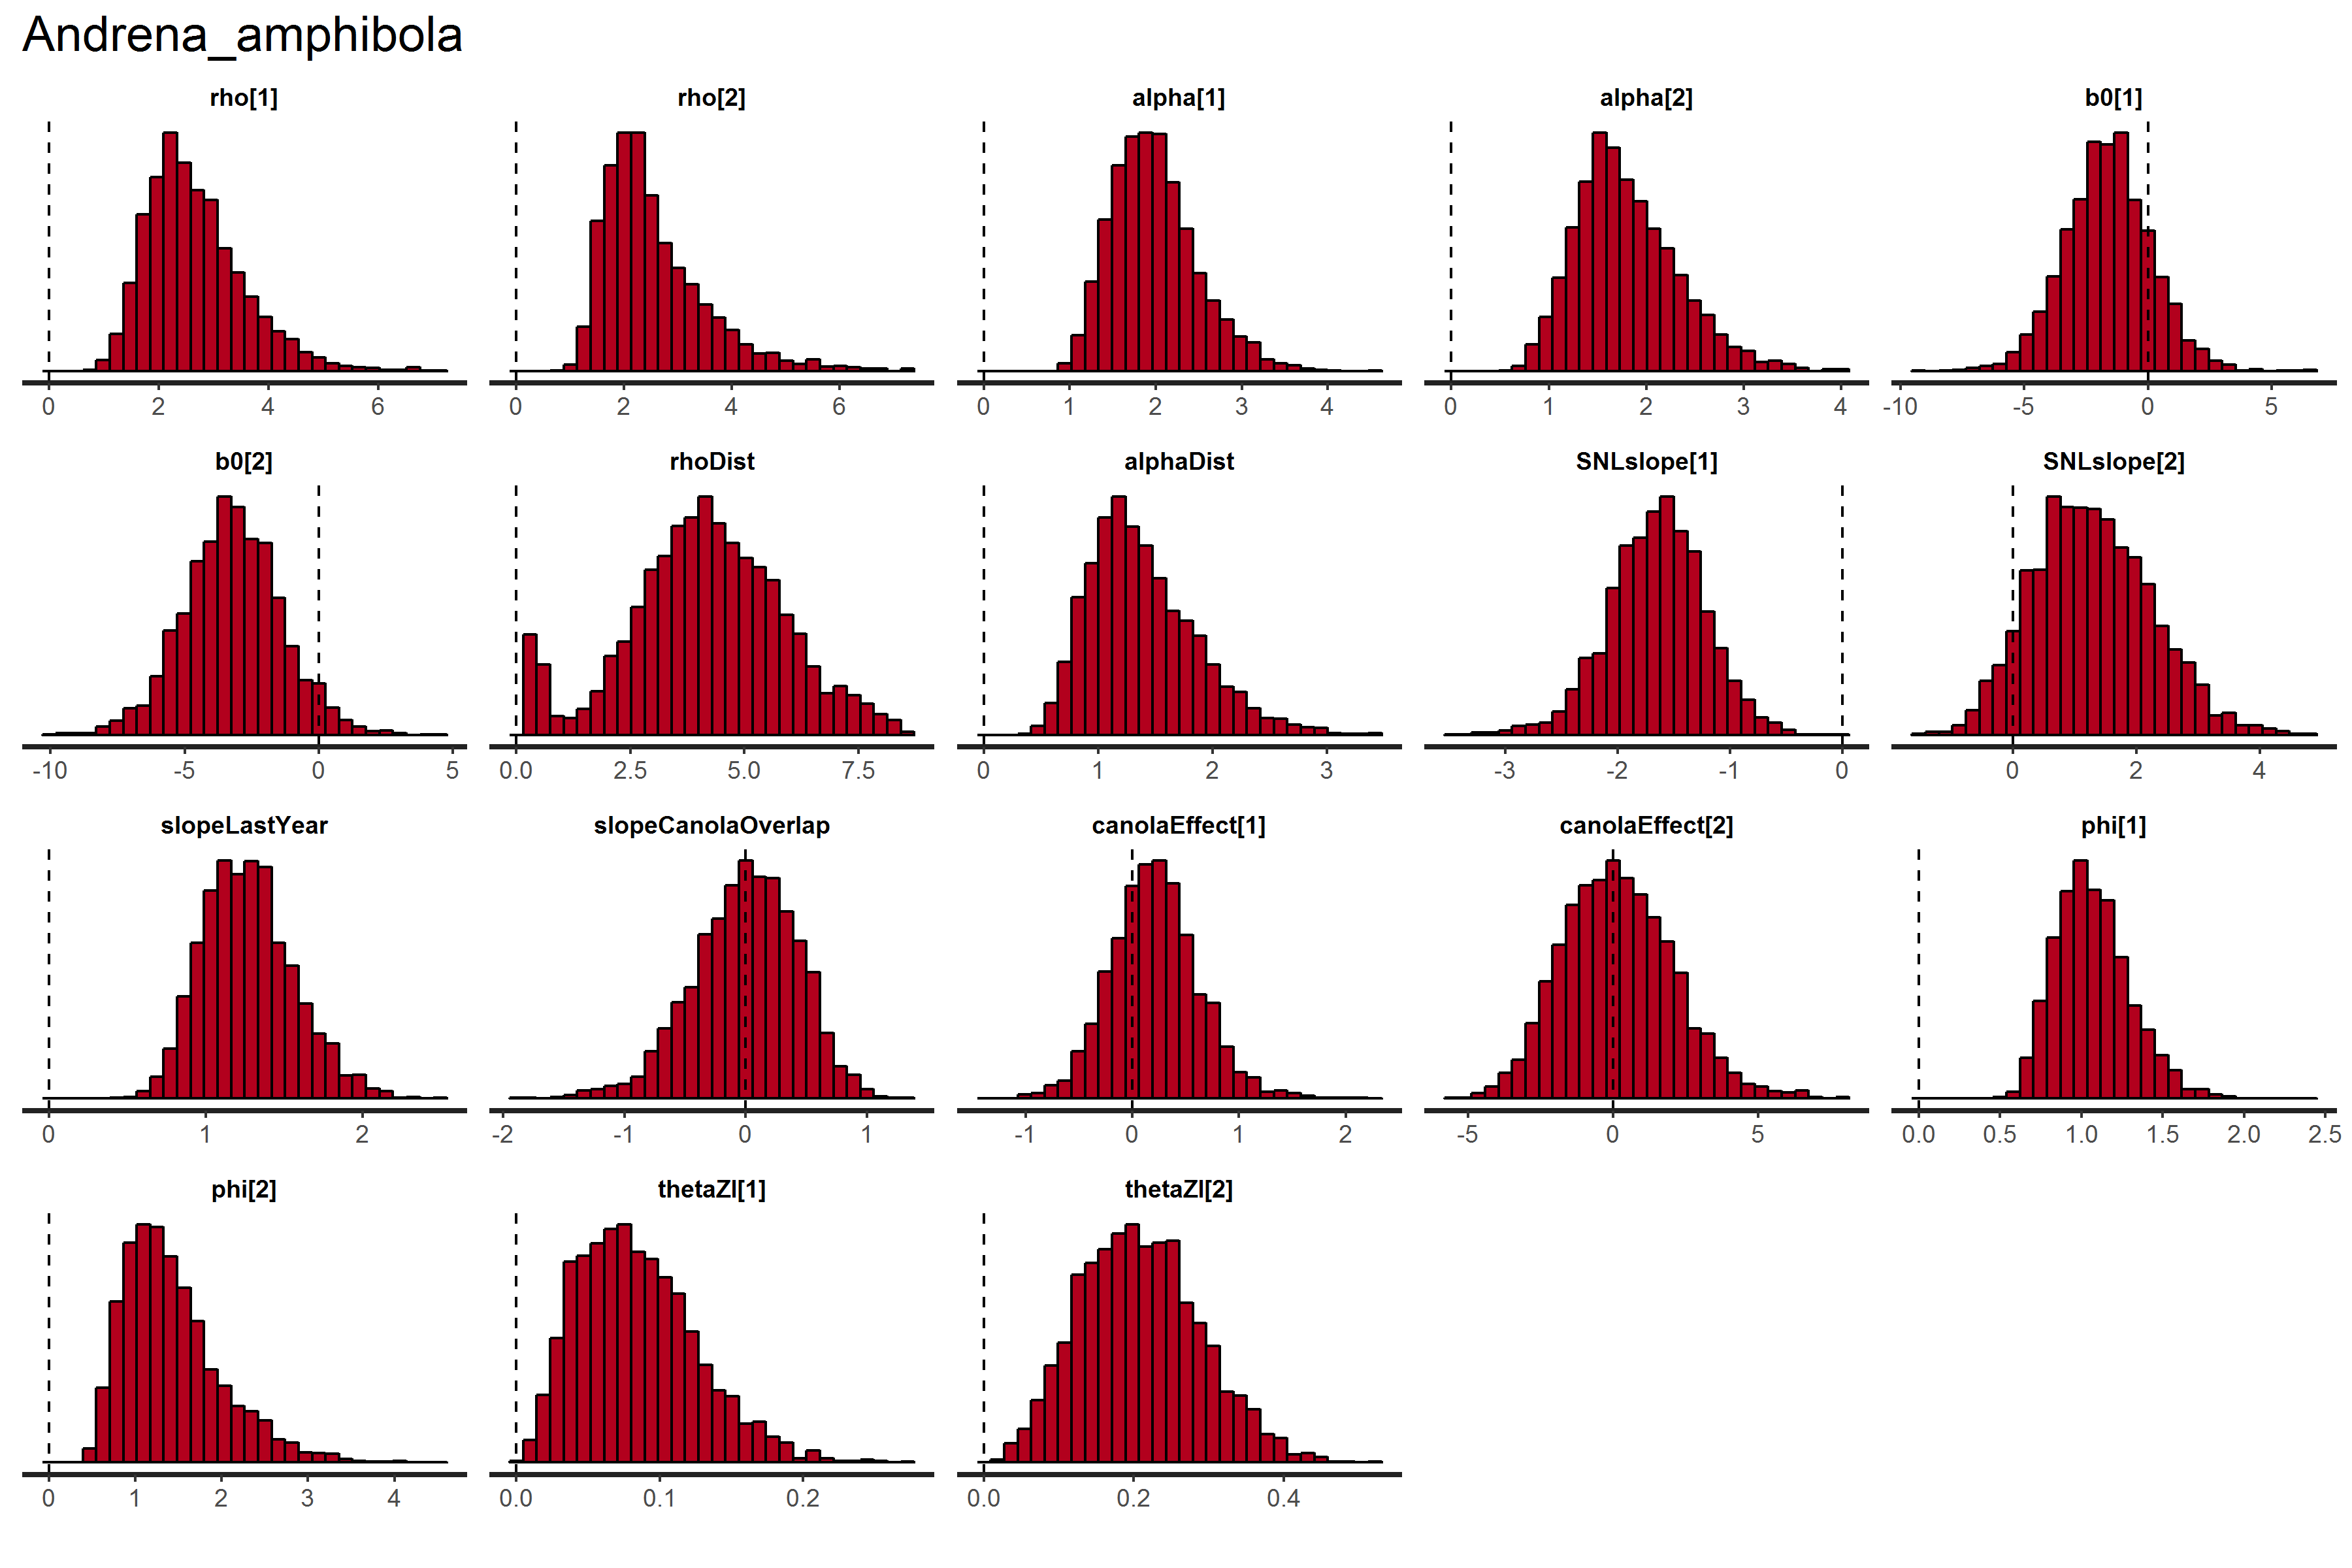 Andrena_amphibola
rho[1] rho[2] alpha[1] alpha[2] b0[1]
0 2 4 6 0 2 4 6 0 1 2 3 4 0 1 2 3 4 -10 -5 0 5
b0[2] rhoDist alphaDist SNLslope[1] SNLslope[2]
-10 -5 0 5 0.0 2.5 5.0 7.5 0 1 2 3 -3 -2 -1 0 0 2 4
slopeLastYear slopeCanolaOverlap canolaEffect[1] canolaEffect[2] phi[1]
0 1 2 -2 -1 0 1 -1 0 1 2 -5 0 5 0.0 0.5 1.0 1.5 2.0 2.5
phi[2] thetaZI[1] thetaZI[2]
0 1 2 3 4 0.0 0.1 0.2 0.0 0.2 0.4